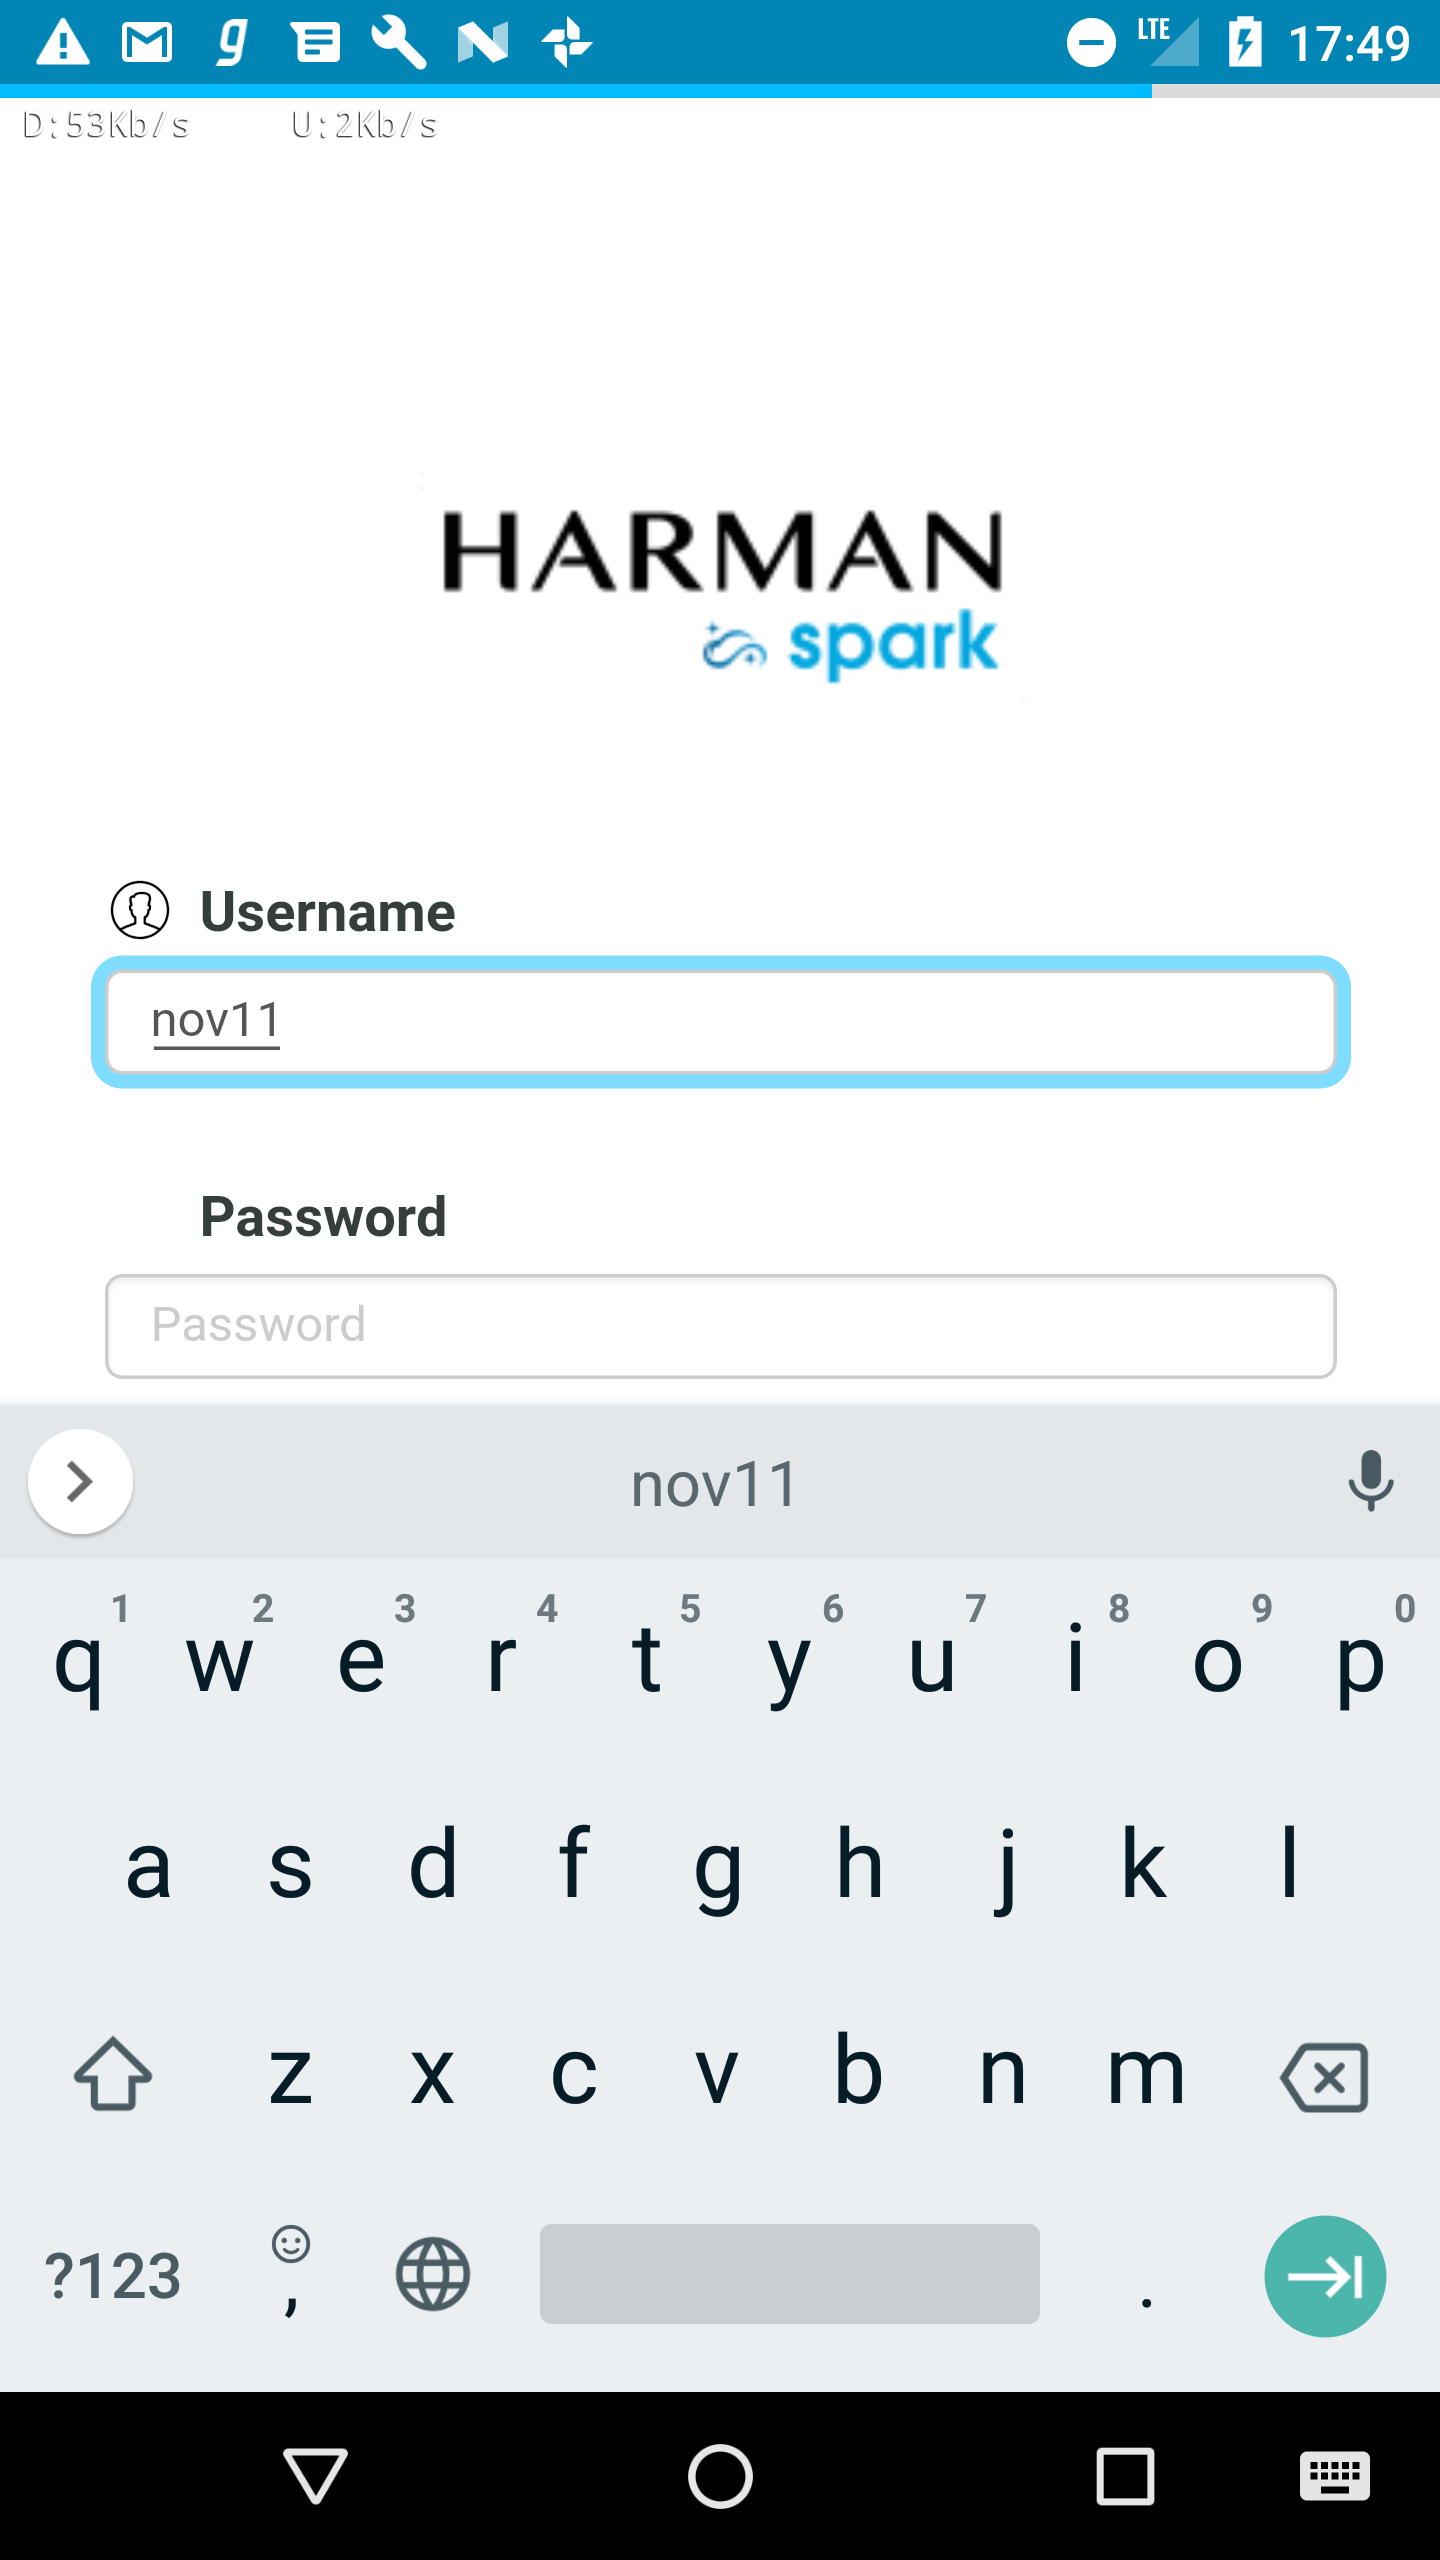 LTE 17:49
D:53Kb/s U:2Kb/s
HARMAN
spark
Username
nov11
Password
Password
nov11
1 2 3 4 5 6 7 8 9 0
q w e r t y u i o p
a s d f g h j k l
z x c v b n m
?123 , .